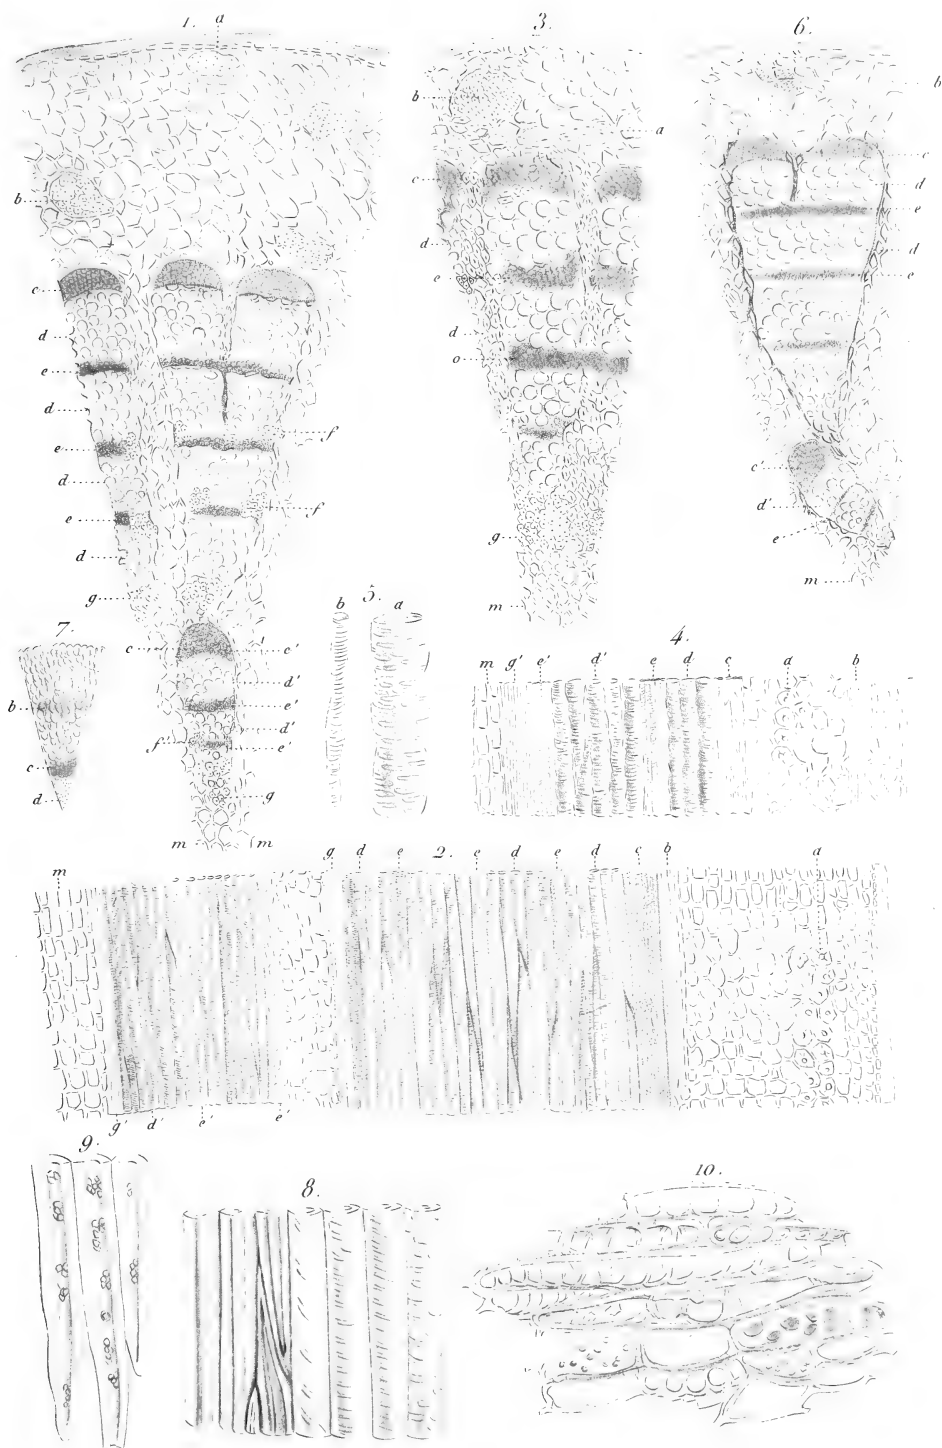 1. a
b
c
d
e
d
e
f
d
e
f
d
g
c c'
d'
e'
d'
f' e'
g
m m
3.
b
a
c
d
e
d
o
g
m
6.
b
c
d
e
d
e
c'
d'
e
m
7.
b
c
d
5.
b a
4.
m g' e' d' e d c a b
2.
m g d e c d e d c b a
g' d' e' e'
9.
8.
10.